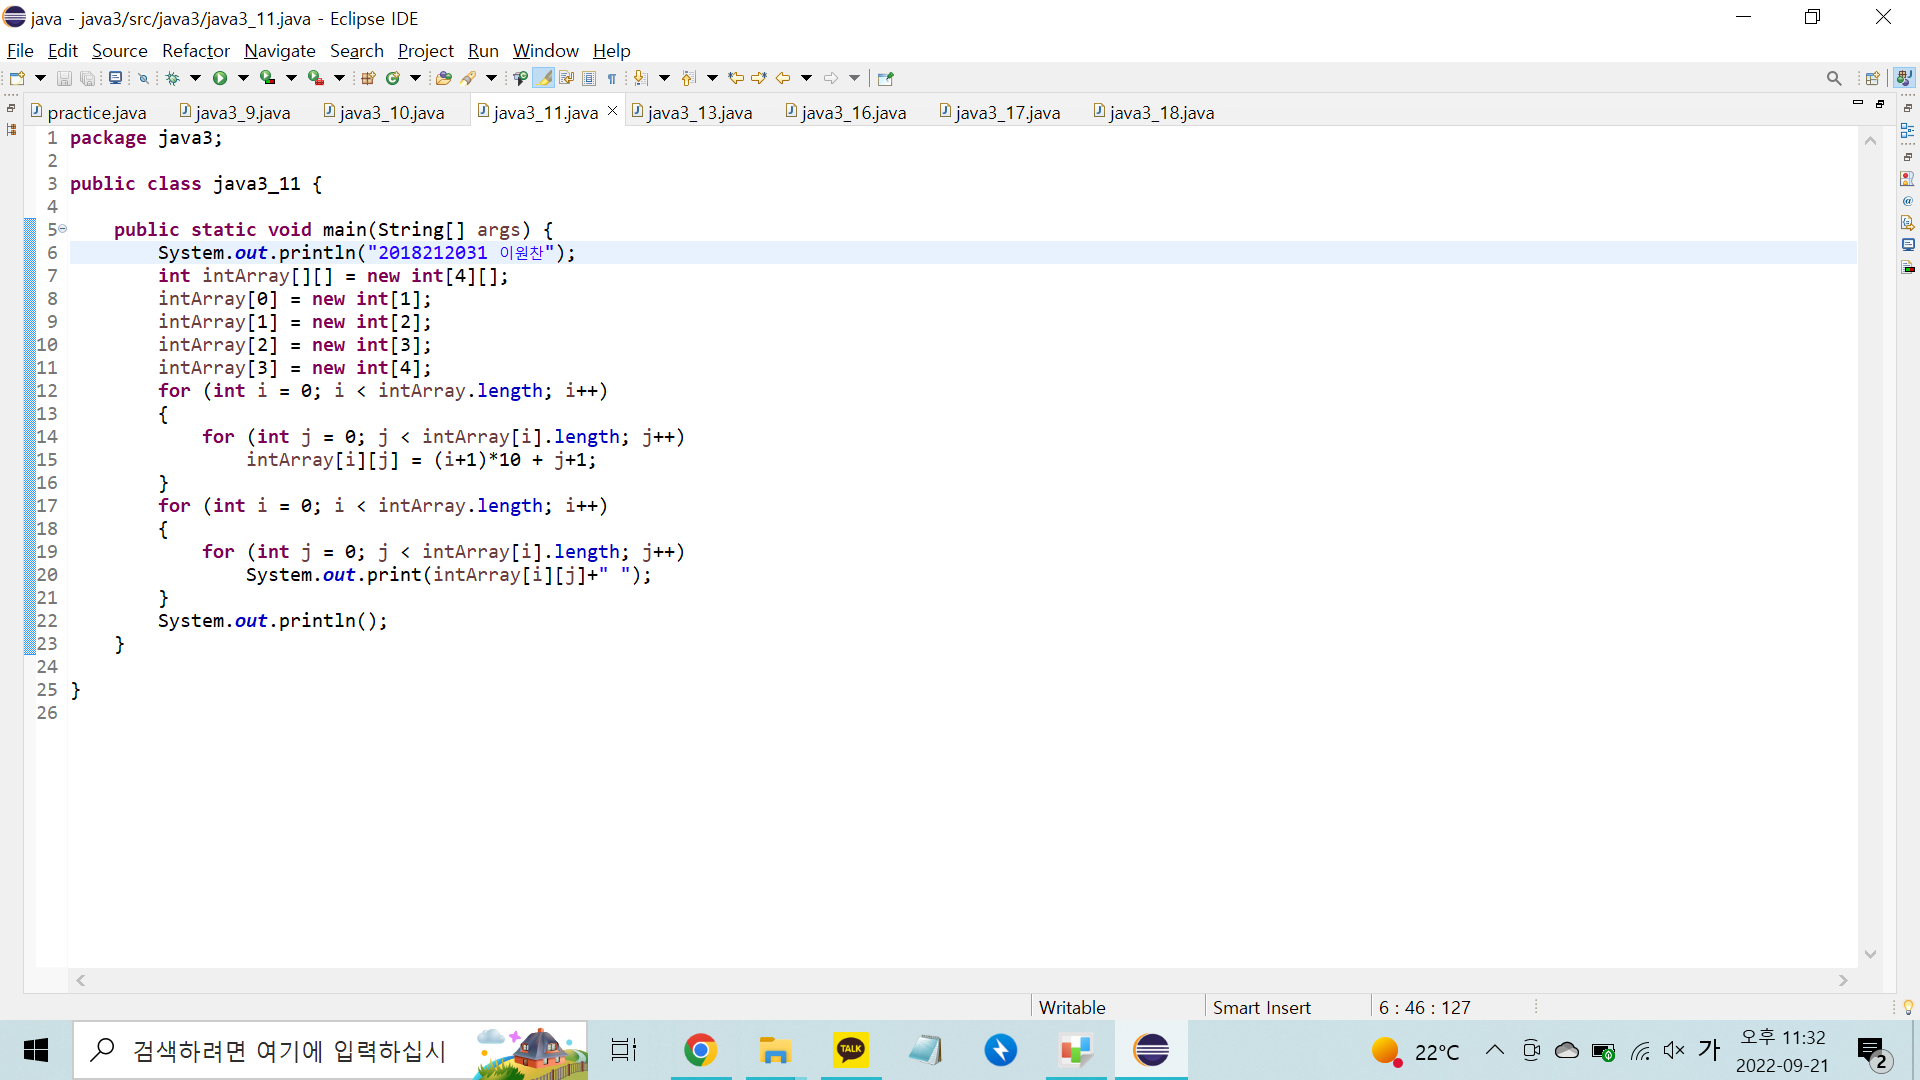 java - java3/src/java3/java3_11.java - Eclipse IDE
File Edit Source Refactor Navigate Search Project Run Window Help
practice.java java3_9.java java3_10.java java3_11.java java3_13.java java3_16.java java3_17.java java3_18.java
1 package java3;
2
3 public class java3_11 {
4
5 public static void main(String[] args) {
6 System.out.println("2018212031 이원찬");
7 int intArray[][] = new int[4][];
8 intArray[0] = new int[1];
9 intArray[1] = new int[2];
10 intArray[2] = new int[3];
11 intArray[3] = new int[4];
12 for (int i = 0; i < intArray.length; i++)
13 {
14 for (int j = 0; j < intArray[i].length; j++)
15 intArray[i][j] = (i+1)*10 + j+1;
16 }
17 for (int i = 0; i < intArray.length; i++)
18 {
19 for (int j = 0; j < intArray[i].length; j++)
20 System.out.print(intArray[i][j]+" ");
21 }
22 System.out.println();
23 }
24
25 }
26
Writable Smart Insert 6 : 46 : 127
검색하려면 여기에 입력하십시 TALK 22°C 가 오후 11:32
2022-09-21 2